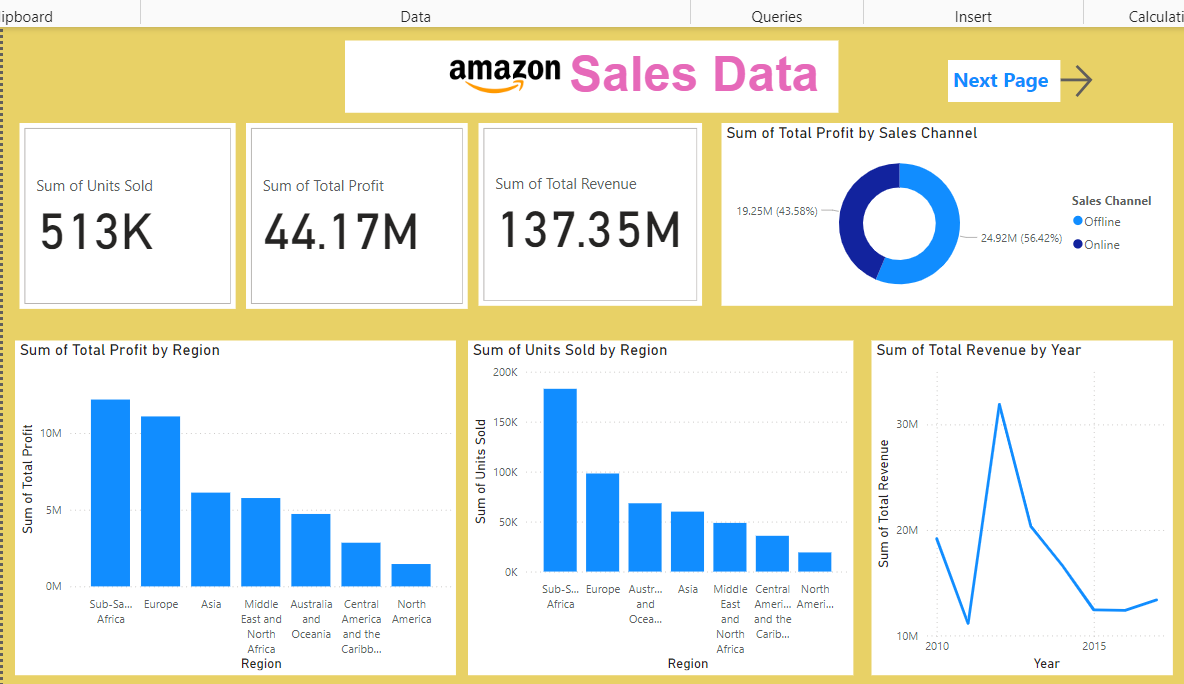 ipboard
Data
Queries
Insert
Calculati
amazon Sales Data
Next Page
Sum of Units Sold
513K
Sum of Total Profit
44.17M
Sum of Total Revenue
137.35M
Sum of Total Profit by Sales Channel
19.25M (43.58%)
24.92M (56.42%)
Sales Channel
Offline
Online
Sum of Total Profit by Region
Sum of Total Profit
10M
5M
0M
Sub-Sa...
Africa
Europe
Asia
Middle
East and
North
Africa
Australia
and
Oceania
Central
America
and the
Caribb...
North
America
Region
Sum of Units Sold by Region
Sum of Units Sold
200K
150K
100K
50K
0K
Sub-S...
Africa
Europe
Austr...
and
Ocea...
Asia
Middle
East
and
North
Africa
Central
Ameri...
and the
Carib...
North
Ameri...
Region
Sum of Total Revenue by Year
Sum of Total Revenue
30M
20M
10M
2010
2015
Year